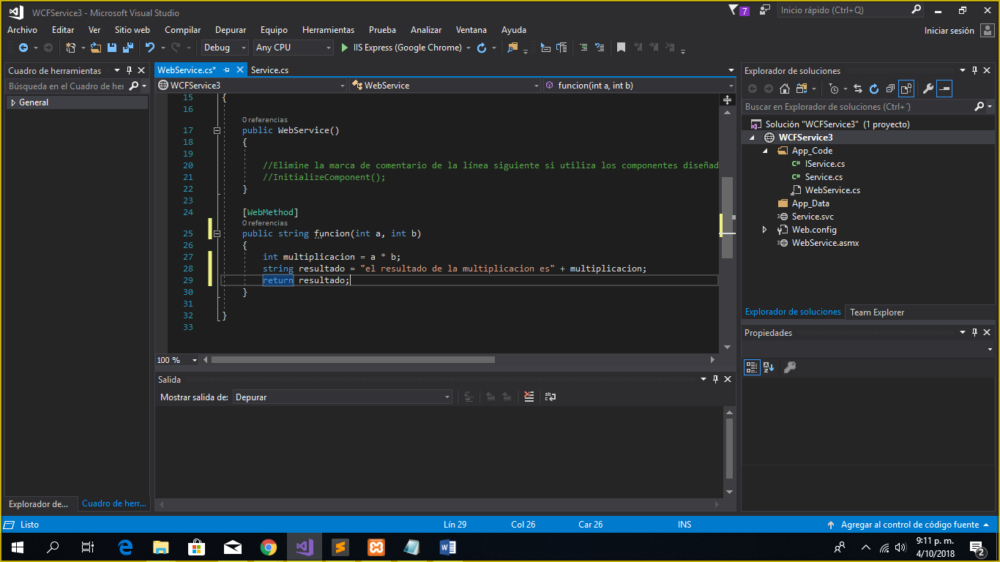 WCFService3 - Microsoft Visual Studio
7
Inicio rápido (Ctrl+Q)
Archivo Editar Ver Sitio web Compilar Depurar Equipo Herramientas Prueba Analizar Ventana Ayuda
Iniciar sesión
Debug Any CPU IIS Express (Google Chrome)
Cuadro de herramientas
Búsqueda en el Cuadro de her
General
WebService.cs* Service.cs
WCFService3 WebService funcion(int a, int b)
15 {
16
0 referencias
17 public WebService()
18 {
19
20 //Elimine la marca de comentario de la línea siguiente si utiliza los componentes diseñad
21 //InitializeComponent();
22 }
23
24 [WebMethod]
0 referencias
25 public string funcion(int a, int b)
26 {
27 int multiplicacion = a * b;
28 string resultado = "el resultado de la multiplicacion es" + multiplicacion;
29 return resultado;
30 }
31
32 }
33
100 %
Salida
Mostrar salida de: Depurar
Explorador de soluciones
Buscar en Explorador de soluciones (Ctrl+´)
Solución "WCFService3" (1 proyecto)
WCFService3
App_Code
C# IService.cs
C# Service.cs
WebService.cs
App_Data
Service.svc
Web.config
WebService.asmx
Explorador de soluciones Team Explorer
Propiedades
Explorador de... Cuadro de herr...
Listo Lín 29 Col 26 Car 26 INS Agregar al control de código fuente
9:11 p. m.
4/10/2018
2